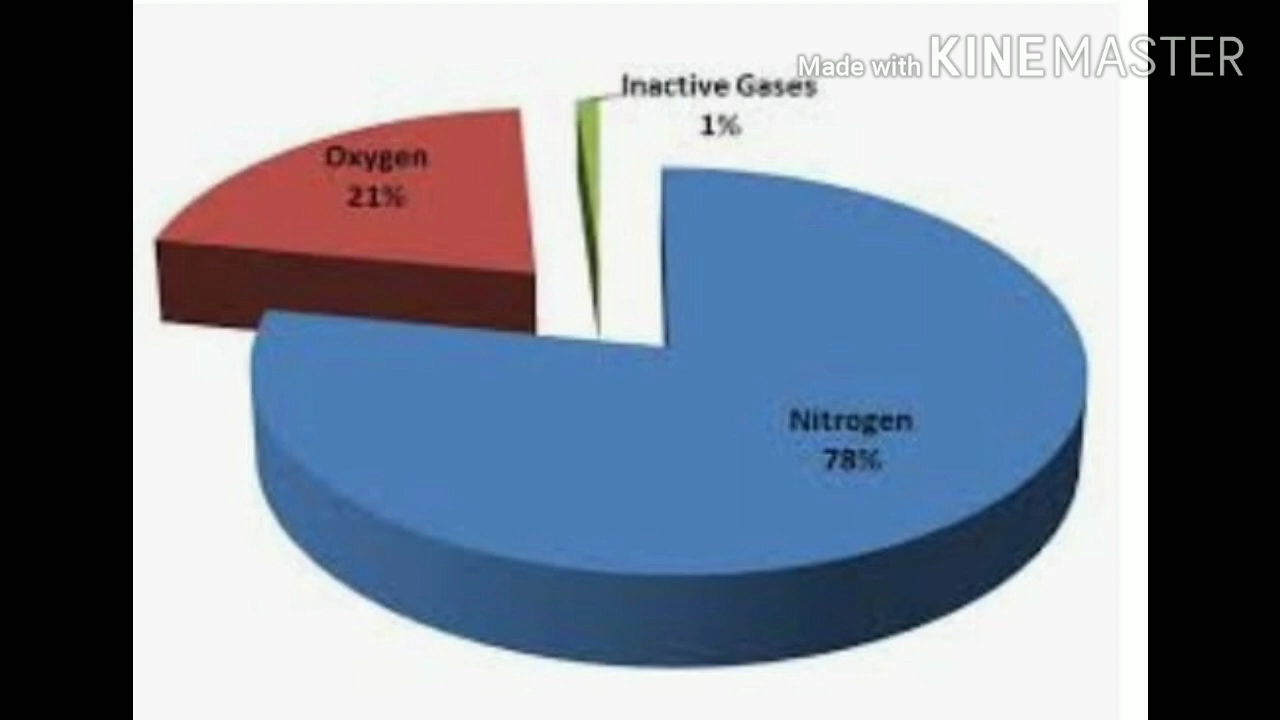 Made with KINEMASTER
Inactive Gases
1%
Oxygen
21%
Nitrogen
78%